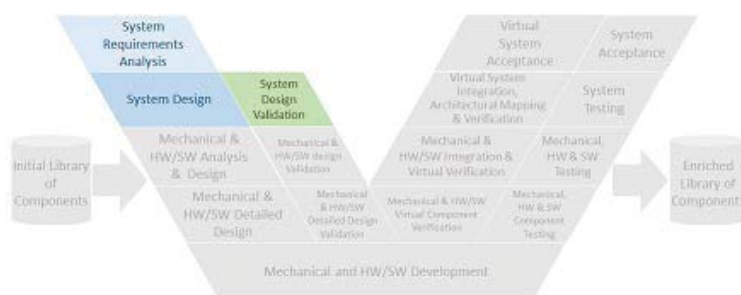 System
Requirements
Analysis
Virtual
System
Acceptance
System
Acceptance
System Design
System
Design
Validation
Virtual System
Integration,
Architectural Mapping
& Verification
System
Testing
Initial Library
of
Components
Mechanical &
HW/SW Analysis
& Design
Mechanical &
HW/SW design
Validation
Mechanical &
HW/SW Integration &
Virtual Verification
Mechanical,
HW & SW
Testing
Enriched
Library of
Components
Mechanical &
HW/SW Detailed
Design
Mechanical
& HW/SW
Detailed Design
Validation
Mechanical & HW/SW
Virtual Component
Verification
Mechanical,
HW & SW
Component
Testing
Mechanical and HW/SW Development